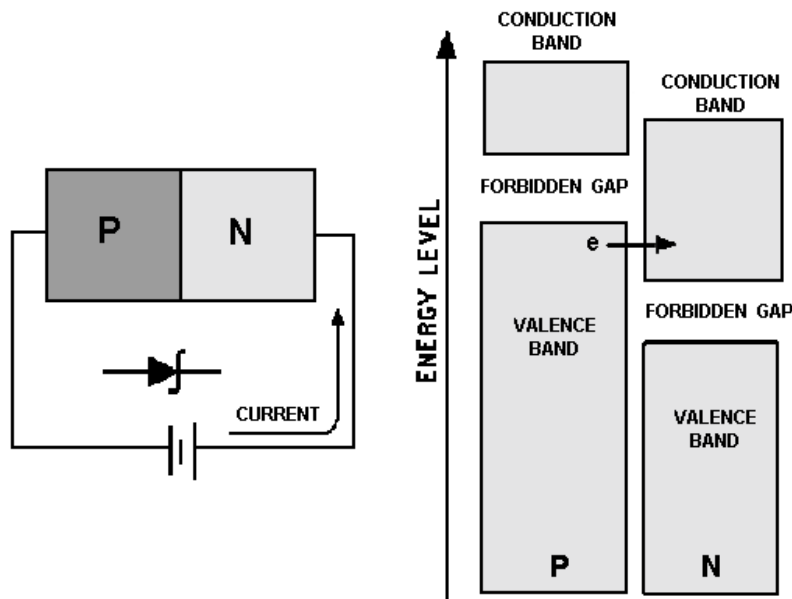 P
N
CURRENT
ENERGY LEVEL
CONDUCTION
BAND
CONDUCTION
BAND
FORBIDDEN GAP
e
VALENCE
BAND
FORBIDDEN GAP
VALENCE
BAND
P
N